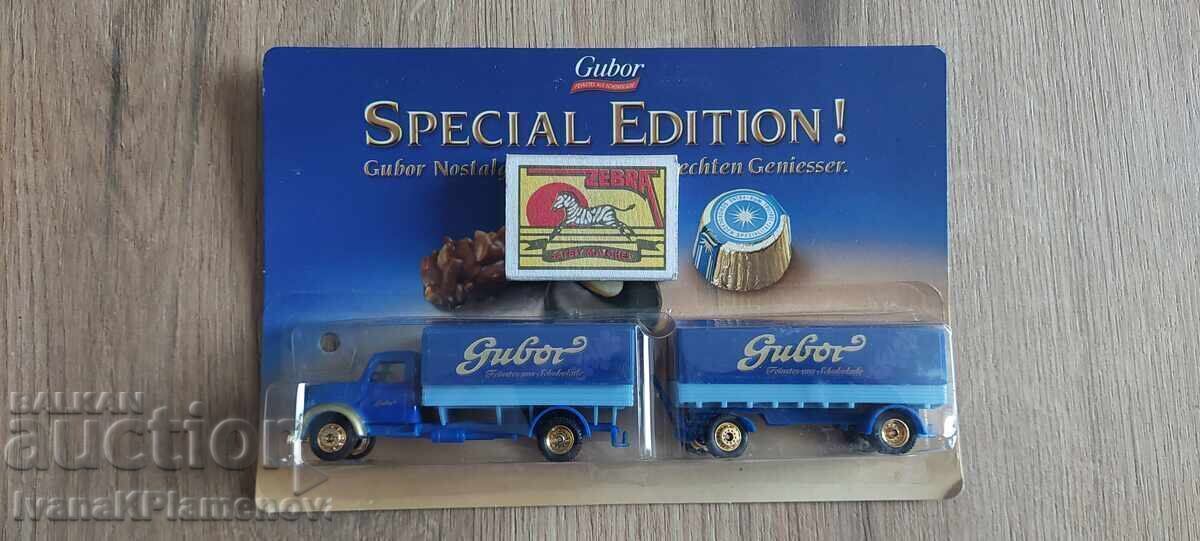 Gubor
FEINSTES AUS SCHOKOLADE
SPECIAL EDITION!
Gubor Nostalg echten Geniesser.
ZEBRA
SAFETY MATCHES
Gubor
Feinstes aus Schokolade
Gubor
Feinstes aus Schokolade
Gubor
BALKAN
auction
IvanaKPlamenov